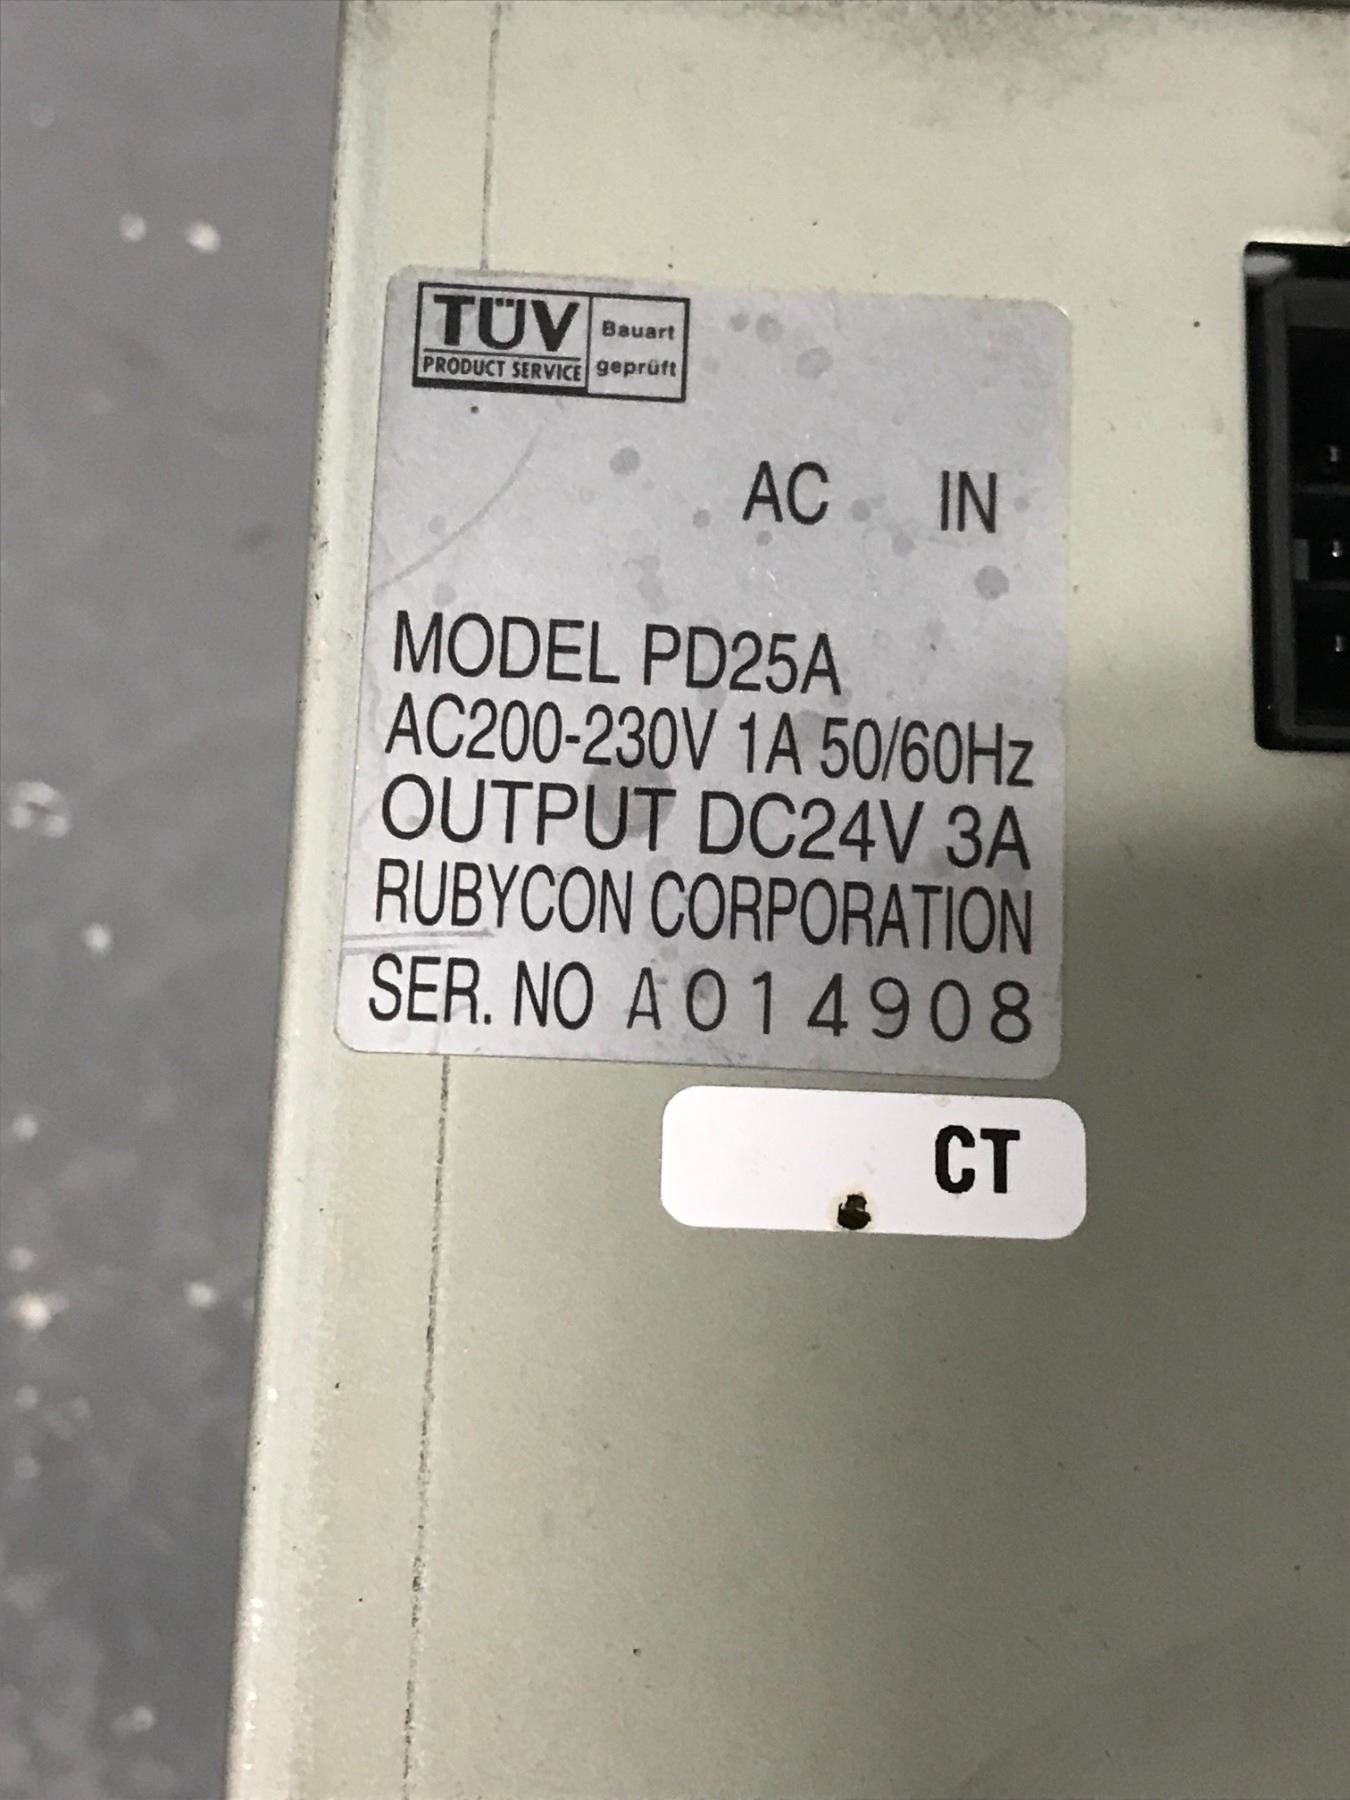 TÜV
PRODUCT SERVICE
Bauart
geprüft
AC IN
MODEL PD25A
AC200-230V 1A 50/60Hz
OUTPUT DC24V 3A
RUBYCON CORPORATION
SER. NO A014908
CT